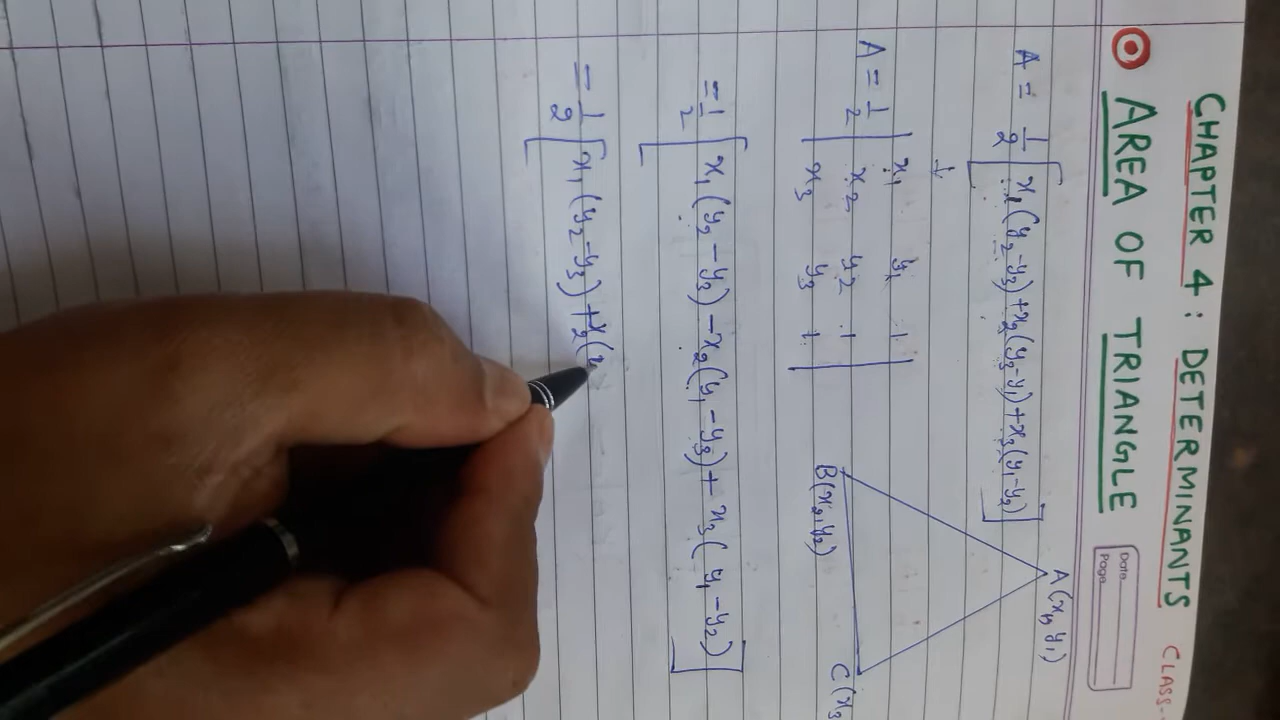 CHAPTER 4 : DETERMINANTS CLASS-
AREA OF TRIANGLE
Date
Page
A = 1/2 [x₁(y₂-y₃)+x₂(y₃-y₁)+x₃(y₁-y₂)]
A(x₁, y₁)
B(x₂, y₂)
C(x₃
A = 1/2 | x₁ y₁ 1
x₂ y₂ 1
x₃ y₃ 1 |
= 1/2 [x₁(y₂-y₃)-x₂(y₁-y₃)+x₃(y₁-y₂)]
= 1/2 [x₁(y₂-y₃)+x₂(